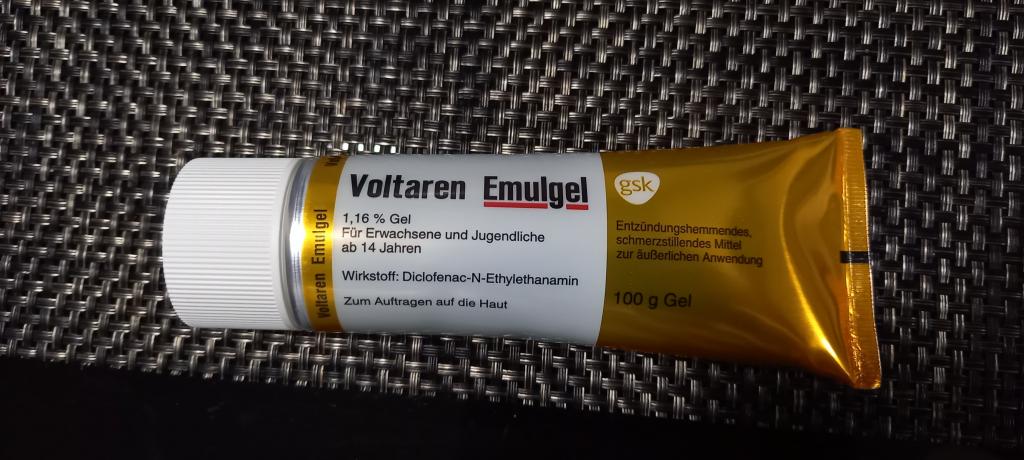 Voltaren Emulgel
Voltaren Emulgel
1,16 % Gel
Für Erwachsene und Jugendliche
ab 14 Jahren
Wirkstoff: Diclofenac-N-Ethylethanamin
Zum Auftragen auf die Haut
gsk
Entzündungshemmendes,
schmerzstillendes Mittel
zur äußerlichen Anwendung
100 g Gel